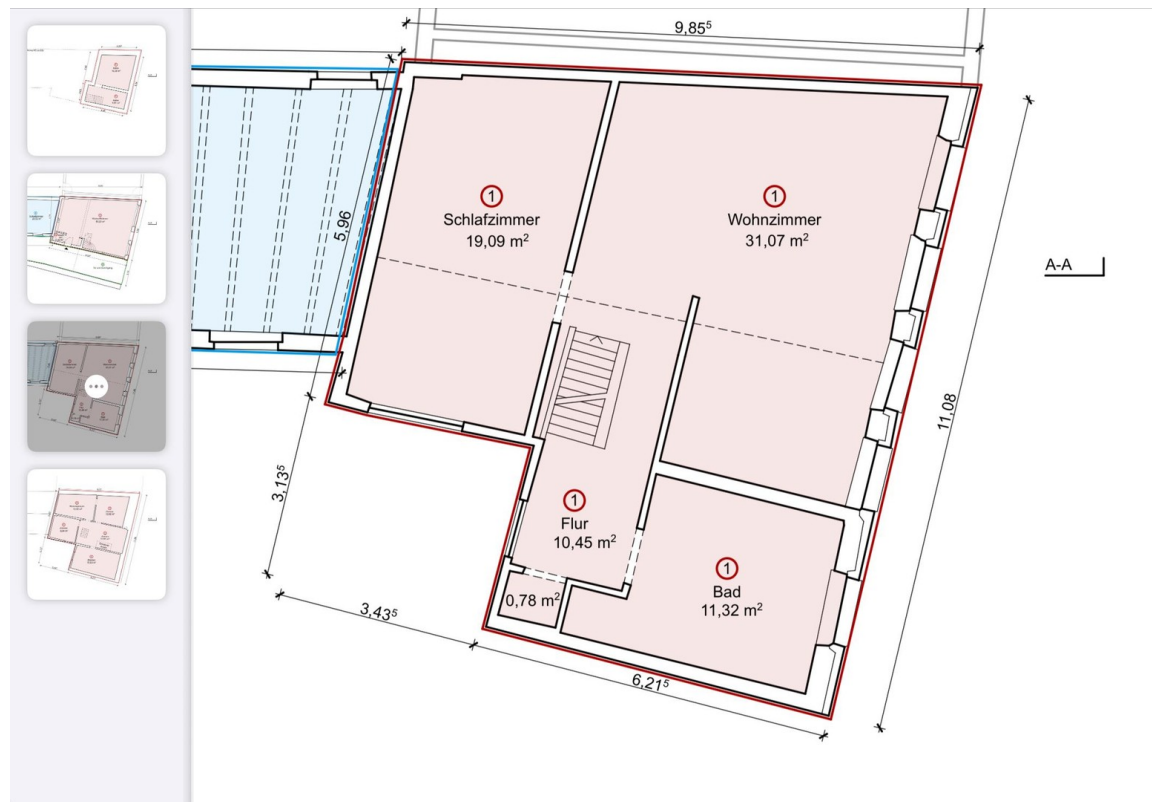 9,85⁵
1
Schlafzimmer
19,09 m²
1
Wohnzimmer
31,07 m²
5,96
A-A
11,08
3,13⁵
1
Flur
10,45 m²
1
Bad
11,32 m²
0,78 m²
3,43⁵
6,21⁵